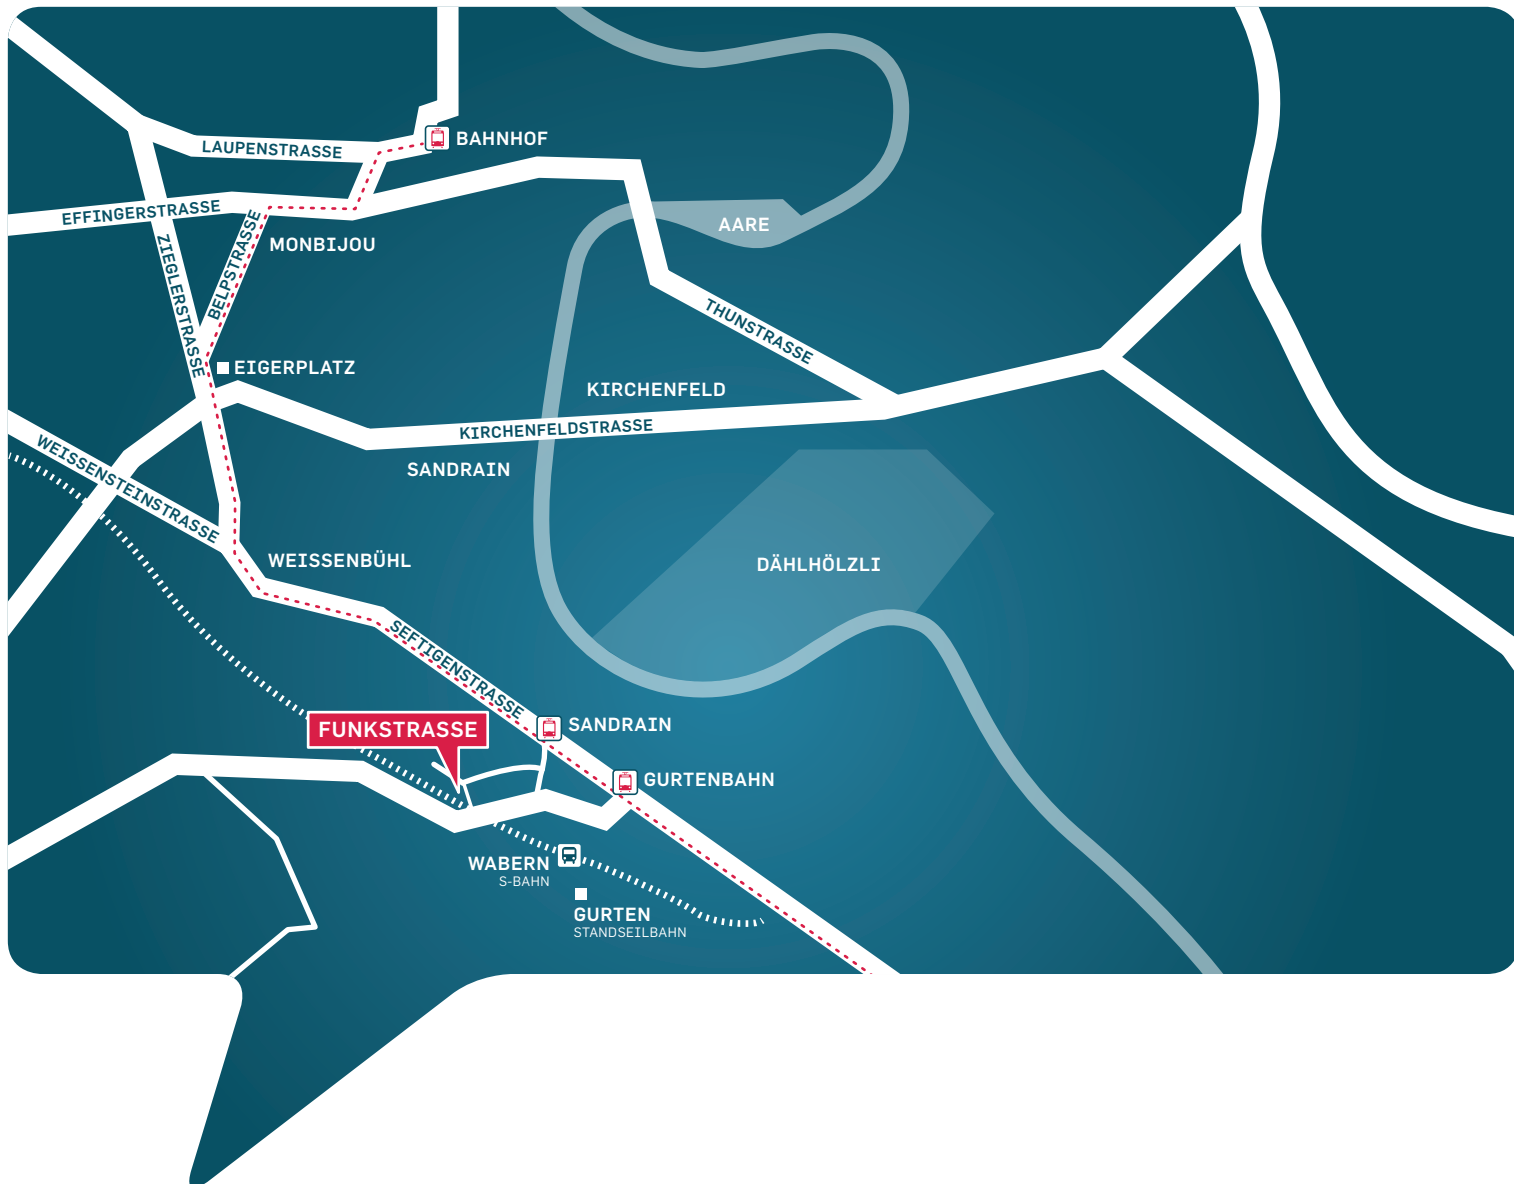 BAHNHOF
LAUPENSTRASSE
EFFINGERSTRASSE
AARE
BELPSTRASSE
MONBIJOU
ZIEGLERSTRASSE
THUNSTRASSE
EIGERPLATZ
KIRCHENFELD
KIRCHENFELDSTRASSE
WEISSENSTEINSTRASSE
SANDRAIN
WEISSENBÜHL
DÄHLHÖLZLI
SEFTIGENSTRASSE
SANDRAIN
FUNKSTRASSE
GURTENBAHN
WABERN
S-BAHN
GURTEN
STANDSEILBAHN